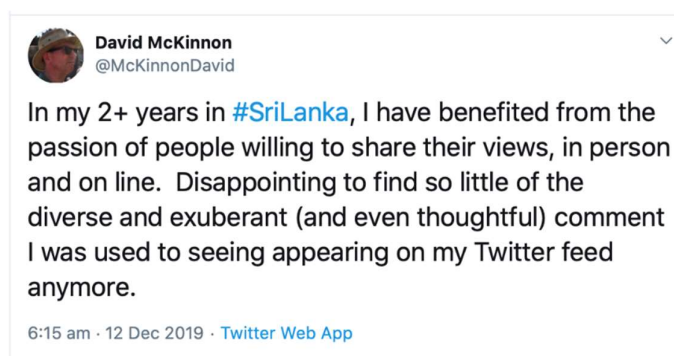 David McKinnon
@McKinnonDavid
In my 2+ years in #SriLanka, I have benefited from the
passion of people willing to share their views, in person
and on line.  Disappointing to find so little of the
diverse and exuberant (and even thoughtful) comment
I was used to seeing appearing on my Twitter feed
anymore.
6:15 am · 12 Dec 2019 · Twitter Web App